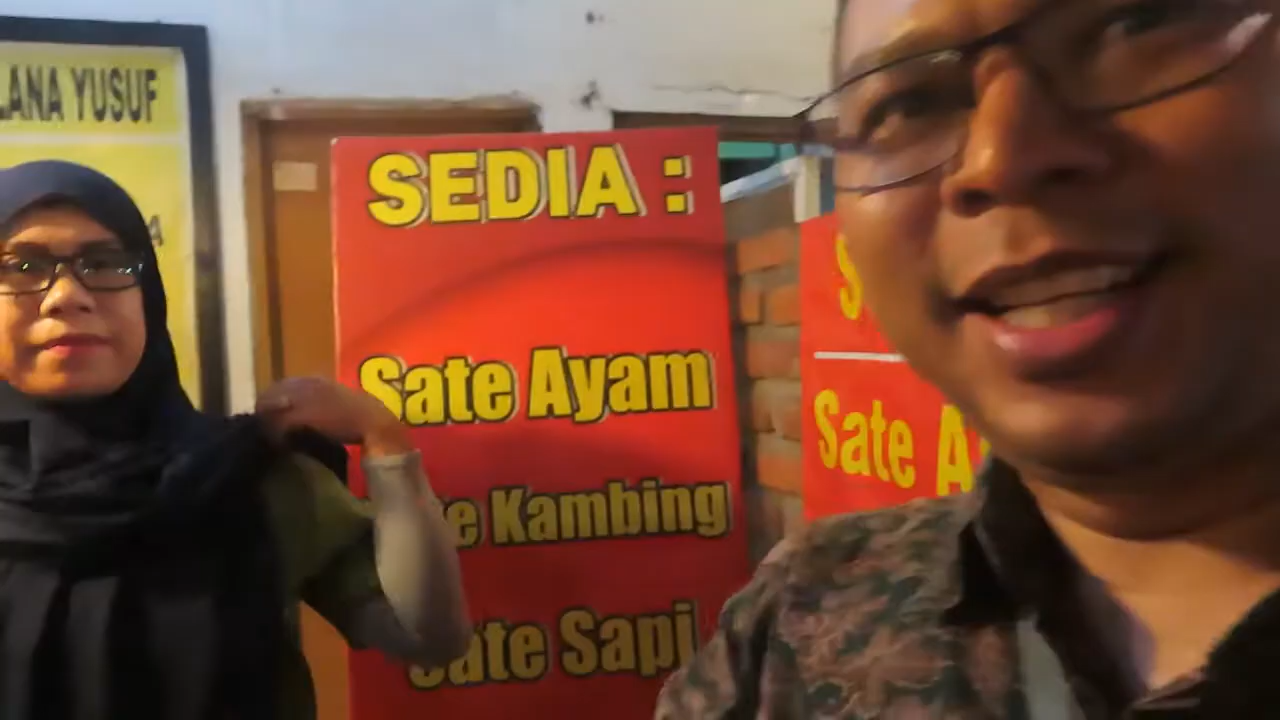 LANA YUSUF
SEDIA :
Sate Ayam
Kambing
Sate Sapi
Sate A